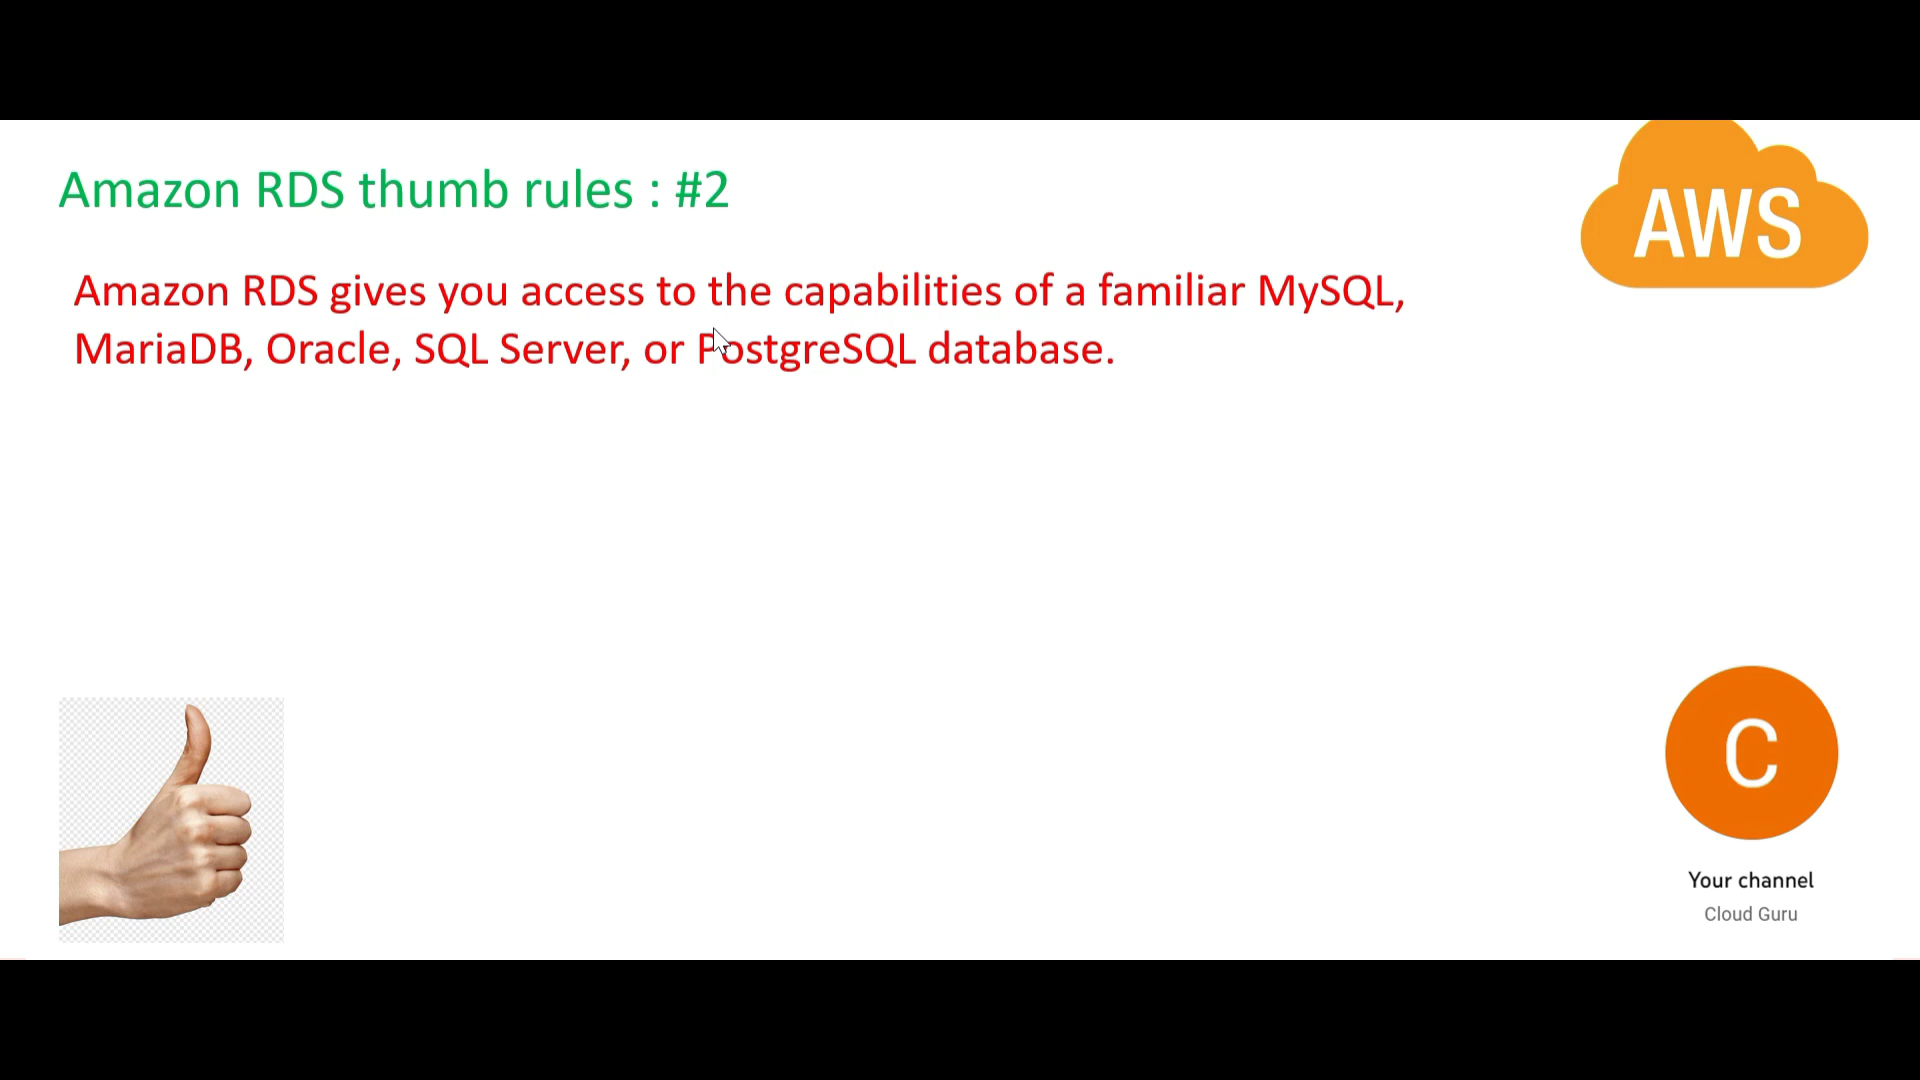 Amazon RDS thumb rules : #2
AWS
Amazon RDS gives you access to the capabilities of a familiar MySQL,
MariaDB, Oracle, SQL Server, or PostgreSQL database.
C
Your channel
Cloud Guru